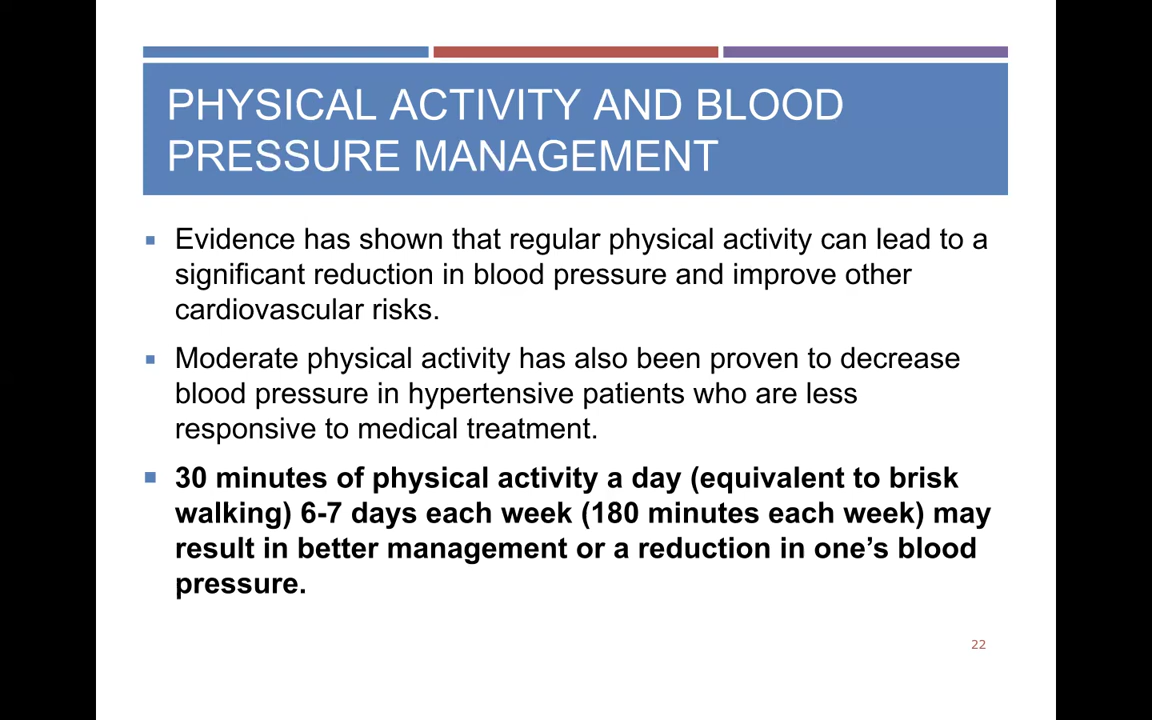 PHYSICAL ACTIVITY AND BLOOD
PRESSURE MANAGEMENT
▪ Evidence has shown that regular physical activity can lead to a
significant reduction in blood pressure and improve other
cardiovascular risks.
▪ Moderate physical activity has also been proven to decrease
blood pressure in hypertensive patients who are less
responsive to medical treatment.
▪ 30 minutes of physical activity a day (equivalent to brisk
walking) 6-7 days each week (180 minutes each week) may
result in better management or a reduction in one’s blood
pressure.
22